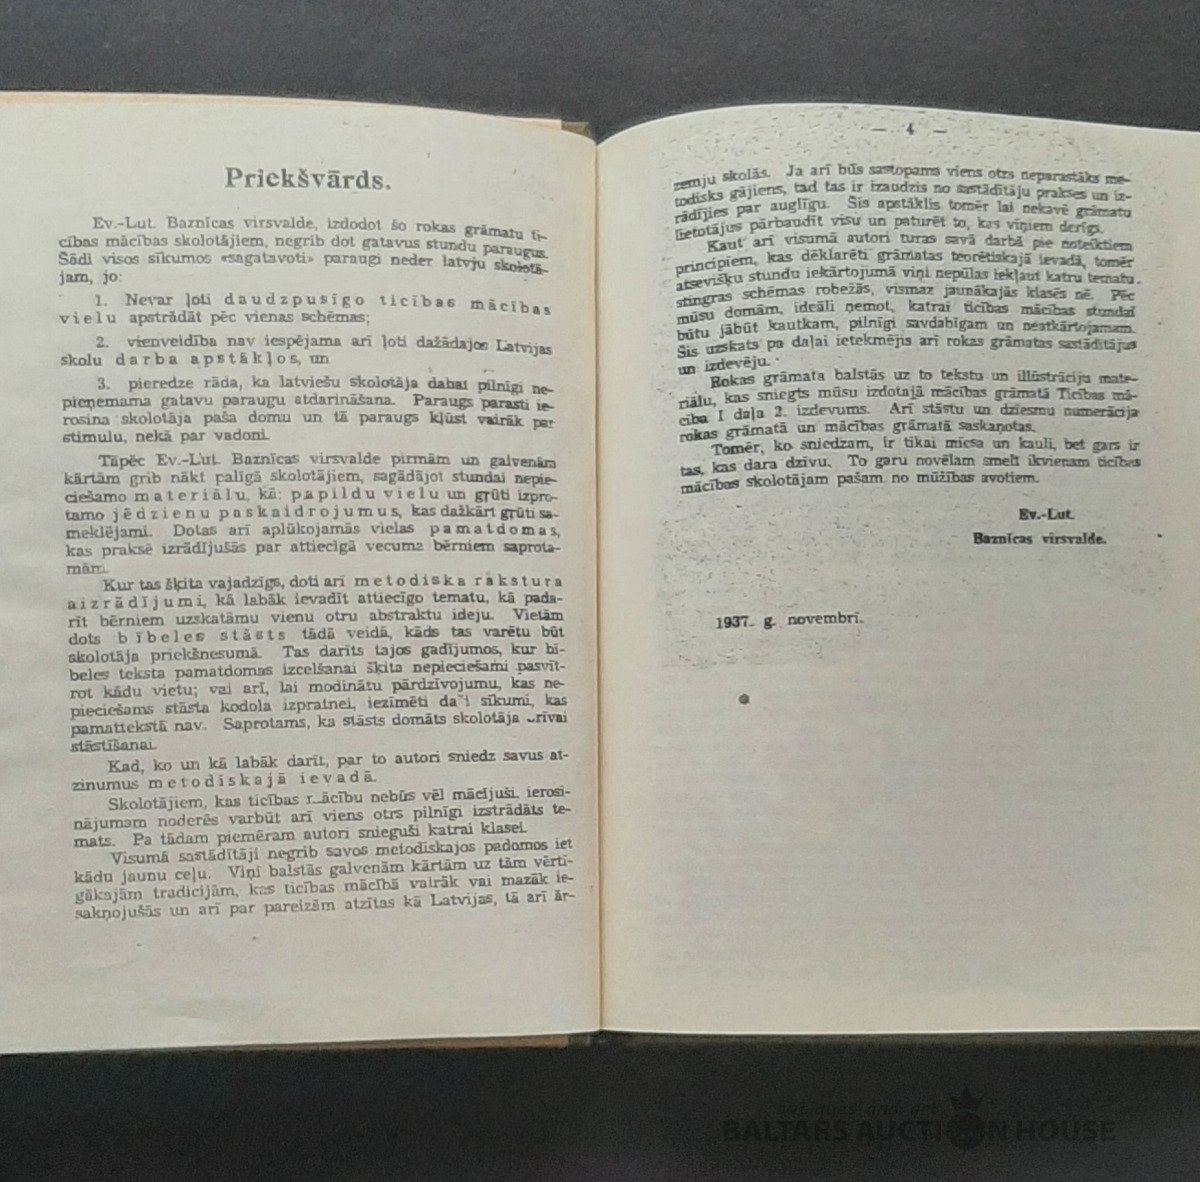 Priekšvārds.
Ev.-Lut. Baznīcas virsvalde, izdodot šo rokas grāmatu ti-
cības mācības skolotājiem, negrib dot gatavus stundu paraugus.
Šādi visos sīkumos «sagatavoti» paraugi neder latvju skolotā-
jam, jo:
1. Nevar ļoti daudzpusīgo ticības mācības
vielu apstrādāt pēc vienas schēmas;
2. vienveidība nav iespējama arī ļoti dažādajos Latvijas
skolu darba apstākļos, un
3. pieredze rāda, ka latviešu skolotāja dabai pilnīgi ne-
pieņemama gatavu paraugu atdarināšana. Paraugs parasti ie-
rosina skolotāja paša domu un tā paraugs kļūst vairāk par
stimulu, nekā par vadoni.
Tāpēc Ev.-Lut. Baznīcas virsvalde pirmām un galvenām
kārtām grib nākt palīgā skolotājiem, sagādājot stundai nepie-
ciešamo materiālu, kā: papildu vielu un grūti izpro-
tamo jēdzienu paskaidrojumus, kas dažkārt grūti sa-
meklējami. Dotas arī aplūkojamās vielas pamatdomas,
kas praksē izrādījušās par attiecīgā vecuma bērniem saprota-
mām.
Kur tas šķita vajadzīgs, doti arī metodiska rakstura
aizrādījumi, kā labāk ievadīt attiecīgo tematu, kā pada-
rīt bērniem uzskatāmu vienu otru abstraktu ideju. Vietām
dots bībeles stāsts tādā veidā, kāds tas varētu būt
skolotāja priekšnesumā. Tas darīts tajos gadījumos, kur bī-
beles teksta pamatdomas izcelšanai šķita nepieciešami pasvīt-
rot kādu vietu; vai arī, lai modinātu pārdzīvojumu, kas ne-
pieciešams stāsta kodola izpratnei, iezīmēti daži sīkumi, kas
pamattekstā nav. Saprotams, ka stāsts domāts skolotāja brīvai
stāstīšanai.
Kad, ko un kā labāk darīt, par to autori sniedz savus at-
zinumus metodiskajā ievadā.
Skolotājiem, kas ticības mācību nebūs vēl mācījuši, ierosi-
nājumam noderēs varbūt arī viens otrs pilnīgi izstrādāts te-
mats. Pa tādam piemēram autori snieguši katrai klasei.
Visumā sastādītāji negrib savos metodiskajos padomos iet
kādu jaunu ceļu. Viņi balstās galvenām kārtām uz tām vērtī-
gākajām tradicijām, kas ticības mācībā vairāk vai mazāk ie-
sakņojušās un arī par pareizām atzītas kā Latvijas, tā arī ār-
— 4 —
zemju skolās. Ja arī būs sastopams viens otrs neparastāks me-
todisks gājiens, tad tas ir izaudzis no sastādītāju prakses un iz-
rādījies par auglīgu. Šis apstāklis tomēr lai nekavē grāmatu
lietotājus pārbaudīt visu un paturēt to, kas viņiem derīgs.
Kaut arī visumā autori turas savā darbā pie noteiktiem
principiem, kas dēklarēti grāmatas teorētiskajā ievadā, tomēr
atsevišķu stundu iekārtojumā viņi nepūlas iekļaut katru tematu
stingras schēmas robežās, vismaz jaunākajās klasēs nē. Pēc
mūsu domām, ideāli ņemot, katrai ticības mācības stundai
būtu jābūt kautkam, pilnīgi savdabīgam un neatkārtojamam.
Šis uzskats pa daļai ietekmējis arī rokas grāmatas sastādītājus
un izdevēju.
Rokas grāmata balstās uz to tekstu un illūstrāciju mate-
riālu, kas sniegts mūsu izdotajā mācības grāmatā Ticības mā-
cība I daļa 2. izdevums. Arī stāstu un dziesmu numerācija
rokas grāmatā un mācības grāmatā saskaņotas.
Tomēr, ko sniedzam, ir tikai miesa un kauli, bet gars ir
tas, kas dara dzīvu. To garu novēlam smelt ikvienam ticības
mācības skolotājam pašam no mūžības avotiem.
Ev.-Lut.
Baznīcas virsvalde.
1937. g. novembrī.
BALTARS AUCTION HOUSE